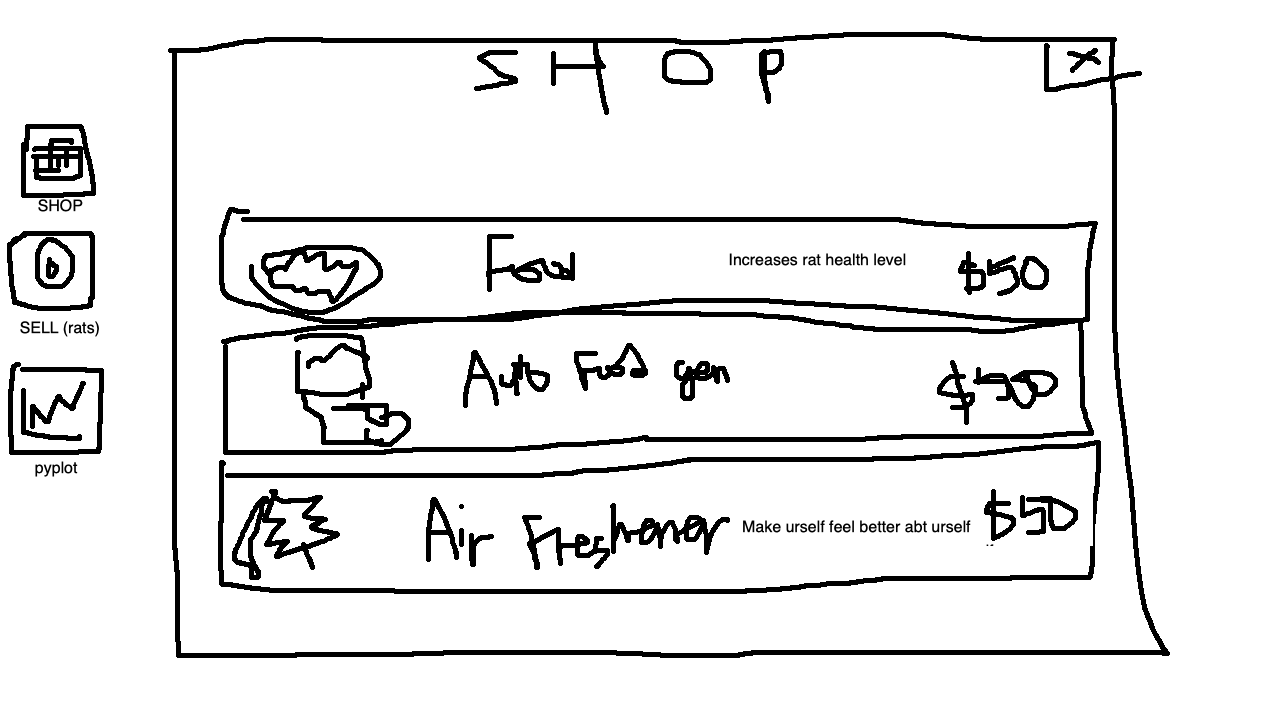 SHOP
X
SHOP
SELL (rats)
pyplot
Food Increases rat health level $50
Auto Food gen $500
Air Freshener Make urself feel better abt urself $50